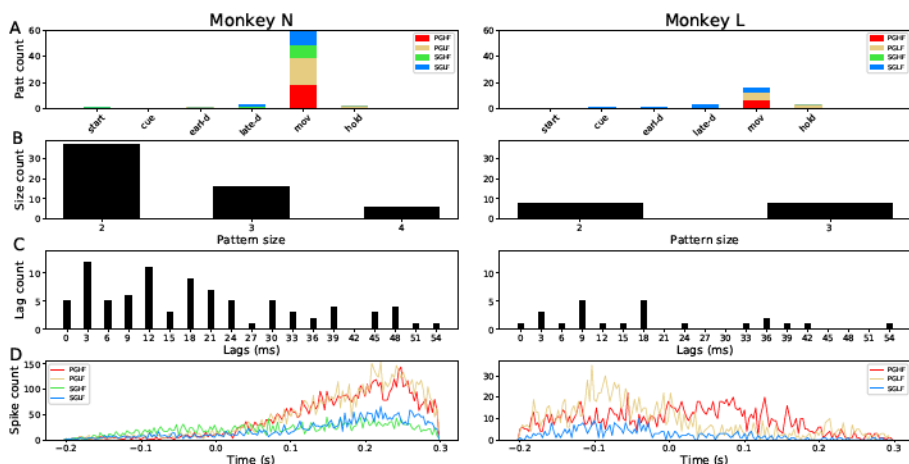 Monkey N
Monkey L
A
Patt count
60
40
20
0
PGHF
PGLF
SGHF
SGLF
start
cue
earl-d
late-d
mov
hold
60
40
20
0
PGHF
PGLF
SGHF
SGLF
start
cue
earl-d
late-d
mov
hold
B
Size count
30
20
10
0
2
3
4
Pattern size
30
20
10
0
2
3
Pattern size
C
Lag count
10
5
0
0 3 6 9 12 15 18 21 24 27 30 33 36 39 42 45 48 51 54
Lags (ms)
10
5
0
0 3 6 9 12 15 18 21 24 27 30 33 36 39 42 45 48 51 54
Lags (ms)
D
Spike count
150
100
50
0
PGHF
PGLF
SGHF
SGLF
−0.2 −0.1 0.0 0.1 0.2 0.3
Time (s)
30
20
10
0
PGHF
PGLF
SGLF
−0.2 −0.1 0.0 0.1 0.2 0.3
Time (s)